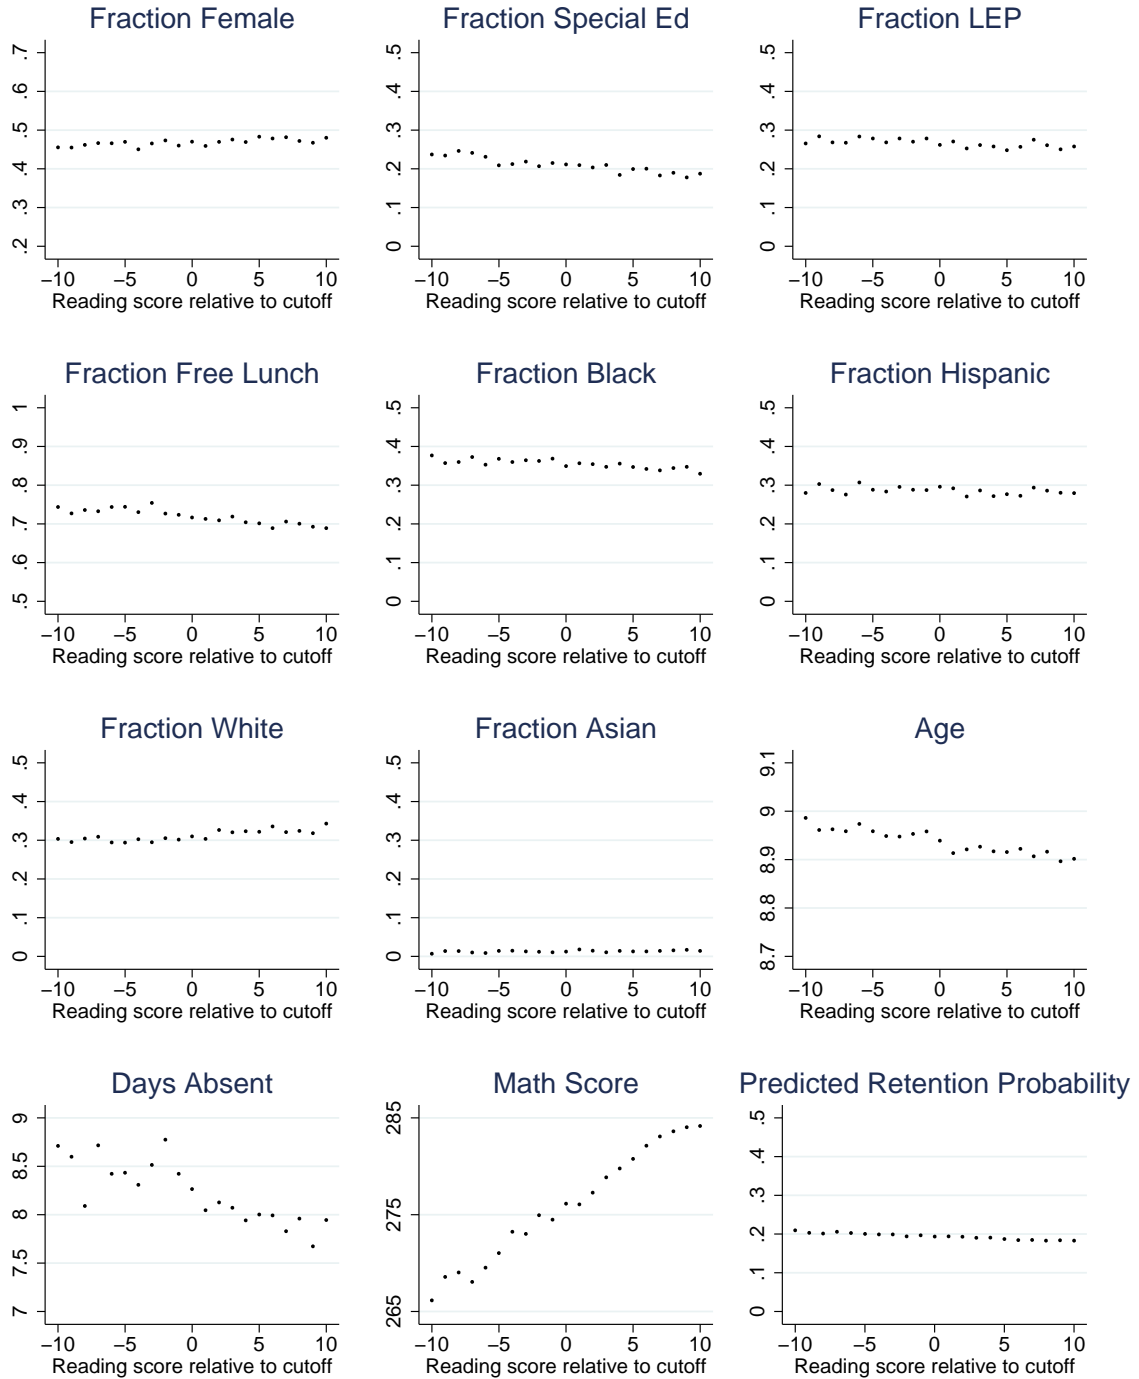 Fraction Female
.7
.6
.5
.4
.3
.2
−10 −5 0 5 10
Reading score relative to cutoff
Fraction Special Ed
.5
.4
.3
.2
.1
0
−10 −5 0 5 10
Reading score relative to cutoff
Fraction LEP
.5
.4
.3
.2
.1
0
−10 −5 0 5 10
Reading score relative to cutoff
Fraction Free Lunch
1
.9
.8
.7
.6
.5
−10 −5 0 5 10
Reading score relative to cutoff
Fraction Black
.5
.4
.3
.2
.1
0
−10 −5 0 5 10
Reading score relative to cutoff
Fraction Hispanic
.5
.4
.3
.2
.1
0
−10 −5 0 5 10
Reading score relative to cutoff
Fraction White
.5
.4
.3
.2
.1
0
−10 −5 0 5 10
Reading score relative to cutoff
Fraction Asian
.5
.4
.3
.2
.1
0
−10 −5 0 5 10
Reading score relative to cutoff
Age
9.1
9
8.9
8.8
8.7
−10 −5 0 5 10
Reading score relative to cutoff
Days Absent
9
8.5
8
7.5
7
−10 −5 0 5 10
Reading score relative to cutoff
Math Score
285
275
265
−10 −5 0 5 10
Reading score relative to cutoff
Predicted Retention Probability
.5
.4
.3
.2
.1
0
−10 −5 0 5 10
Reading score relative to cutoff